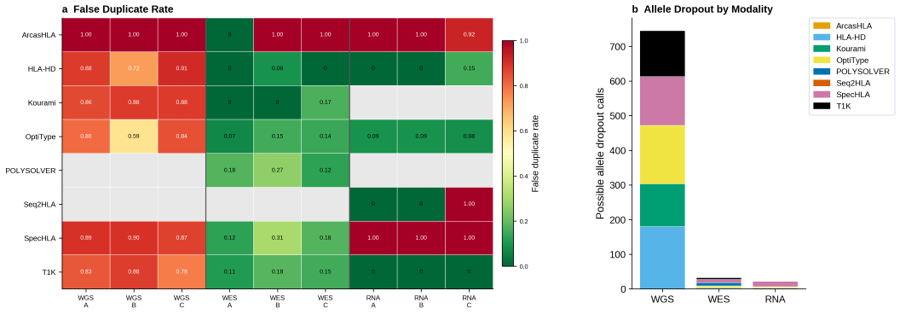 a False Duplicate Rate
ArcasHLA 1.00 1.00 1.00 0 1.00 1.00 1.00 1.00 0.92
HLA-HD 0.88 0.72 0.91 0 0.09 0 0 0 0.15
Kourami 0.86 0.88 0.88 0 0 0.17
OptiType 0.80 0.59 0.84 0.07 0.15 0.14 0.09 0.09 0.08
POLYSOLVER 0.18 0.27 0.12
Seq2HLA 0 0 1.00
SpecHLA 0.89 0.90 0.87 0.12 0.31 0.18 1.00 1.00 1.00
T1K 0.83 0.88 0.78 0.11 0.18 0.15 0 0 0
WGS WGS WGS WES WES WES RNA RNA RNA
A B C A B C A B C
1.0
0.8
0.6
0.4
0.2
0.0
False duplicate rate
b Allele Dropout by Modality
Possible allele dropout calls
700
600
500
400
300
200
100
0
WGS WES RNA
ArcasHLA
HLA-HD
Kourami
OptiType
POLYSOLVER
Seq2HLA
SpecHLA
T1K